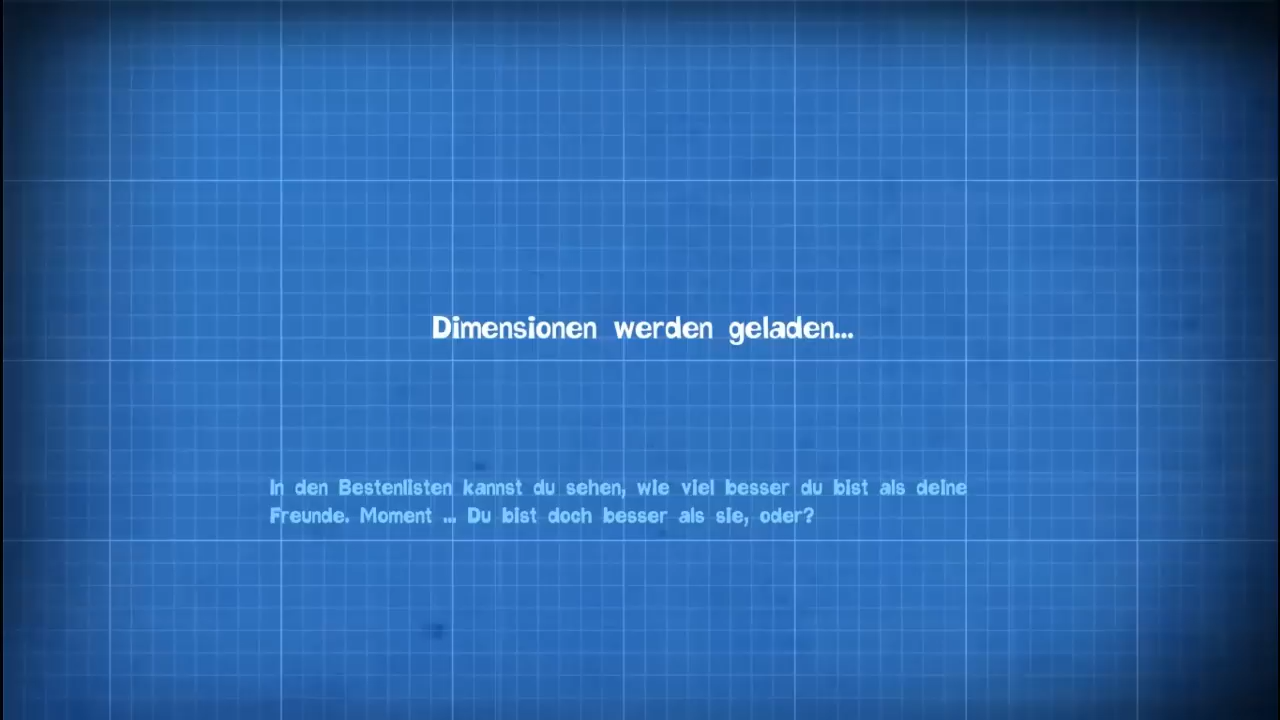 Dimensionen werden geladen...
In den Bestenlisten kannst du sehen, wie viel besser du bist als deine
Freunde. Moment ... Du bist doch besser als sie, oder?